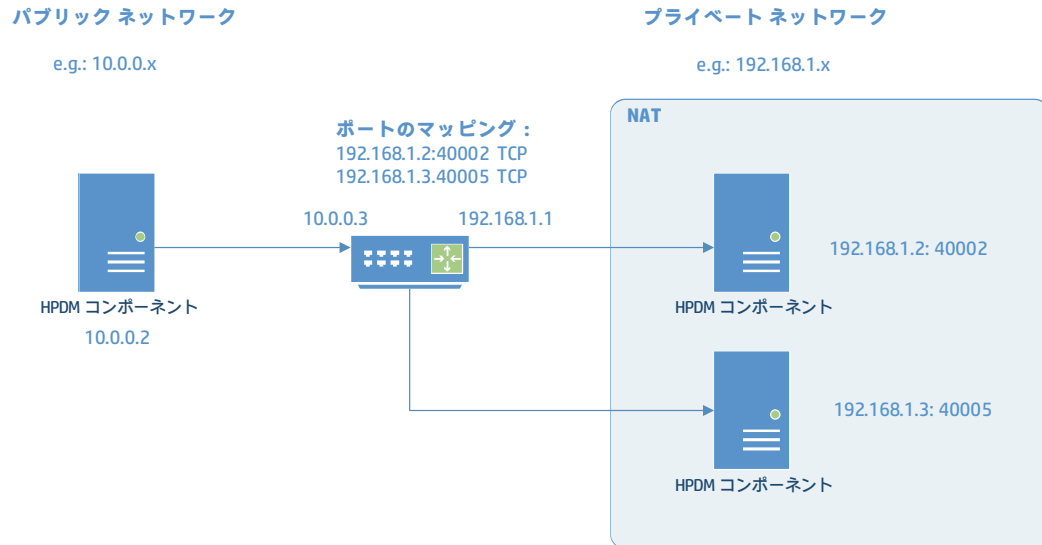 パブリック ネットワーク
プライベート ネットワーク
e.g.: 10.0.0.x
e.g.: 192.168.1.x
NAT
ポートのマッピング：
192.168.1.2:40002 TCP
192.168.1.3.40005 TCP
10.0.0.3
192.168.1.1
192.168.1.2: 40002
HPDM コンポーネント
10.0.0.2
HPDM コンポーネント
192.168.1.3: 40005
HPDM コンポーネント